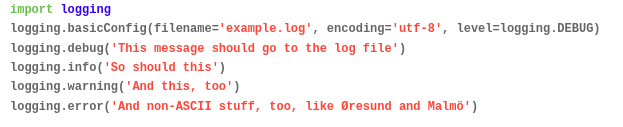 import logging
logging.basicConfig(filename='example.log', encoding='utf-8', level=logging.DEBUG)
logging.debug('This message should go to the log file')
logging.info('So should this')
logging.warning('And this, too')
logging.error('And non-ASCII stuff, too, like Øresund and Malmö')